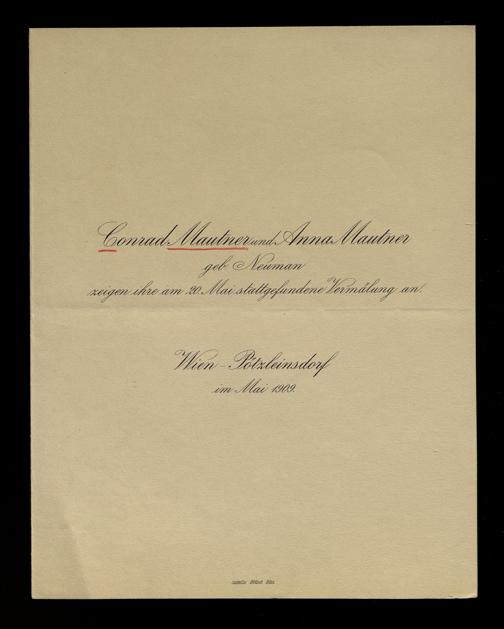 Conrad Mautner und Anna Mautner
geb. Neuman
zeigen ihre am 20. Mai stattgefundene Vermälung an.
Wien-Pötzleinsdorf
im Mai 1909.